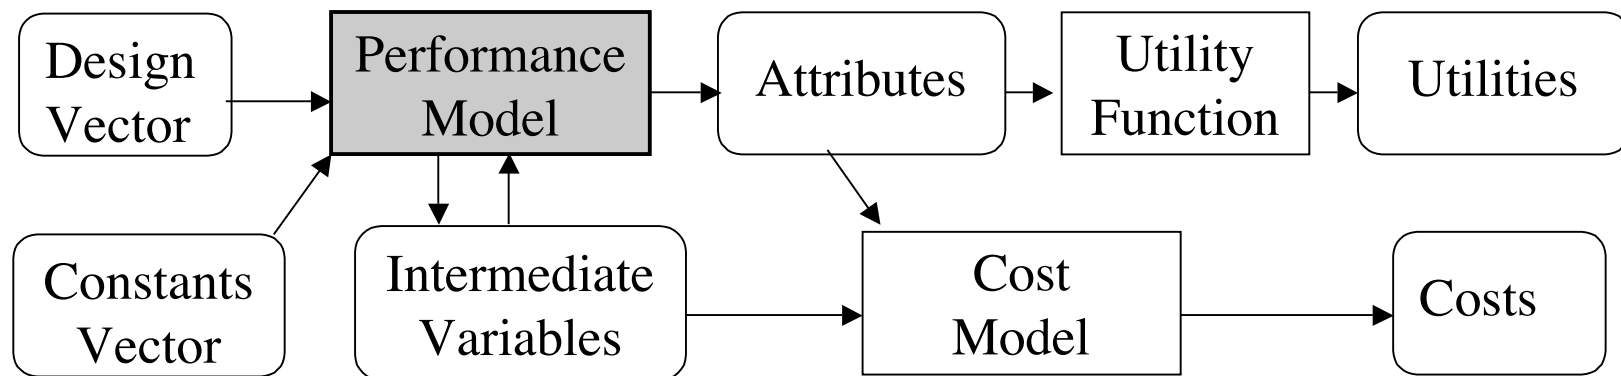 Design
Vector
Performance
Model
Attributes
Utility
Function
Utilities
Constants
Vector
Intermediate
Variables
Cost
Model
Costs